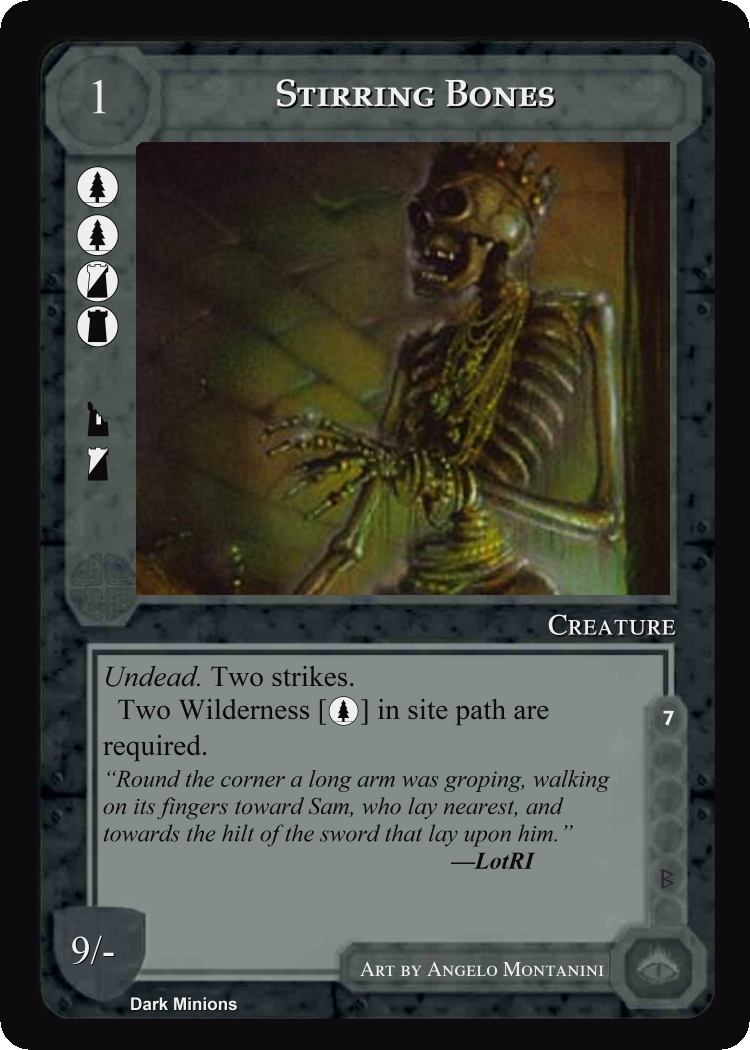 1
Stirring Bones
Creature
Undead. Two strikes.
Two Wilderness [] in site path are
required.
“Round the corner a long arm was groping, walking
on its fingers toward Sam, who lay nearest, and
towards the hilt of the sword that lay upon him.”
—LotRI
7
9/-
Art by Angelo Montanini
Dark Minions